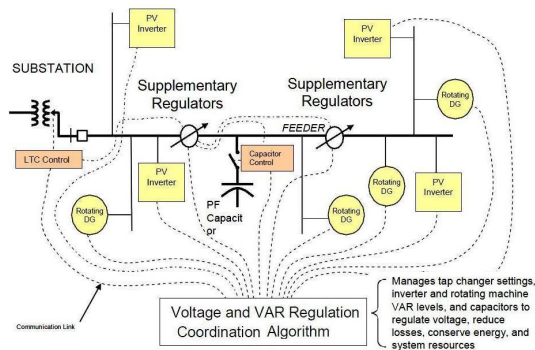 PV
Inverter
PV
Inverter
SUBSTATION
Supplementary
Regulators
Supplementary
Regulators
Rotating
DG
FEEDER
LTC Control
PV
Inverter
Capacitor
Control
Rotating
DG
PV
Inverter
Rotating
DG
PF
Capacit
or
Rotating
DG
Voltage and VAR Regulation
Coordination Algorithm
Manages tap changer settings,
inverter and rotating machine
VAR levels, and capacitors to
regulate voltage, reduce
losses, conserve energy, and
system resources
Communication Link